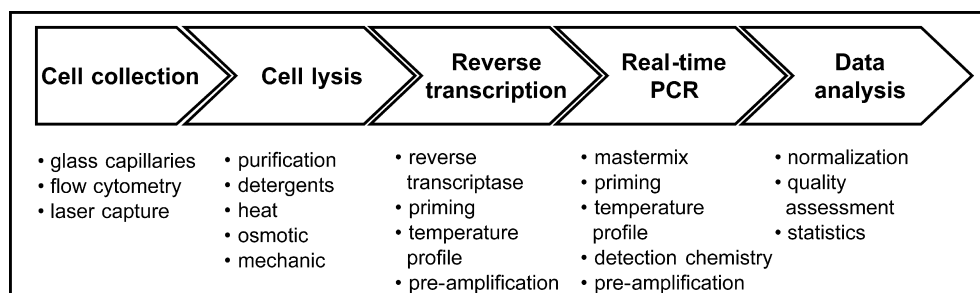 Cell collection
Cell lysis
Reverse
transcription
Real-time
PCR
Data
analysis
• glass capillaries
• flow cytometry
• laser capture
• purification
• detergents
• heat
• osmotic
• mechanic
• reverse
transcriptase
• priming
• temperature
profile
• pre-amplification
• mastermix
• priming
• temperature
profile
• detection chemistry
• pre-amplification
• normalization
• quality
assessment
• statistics